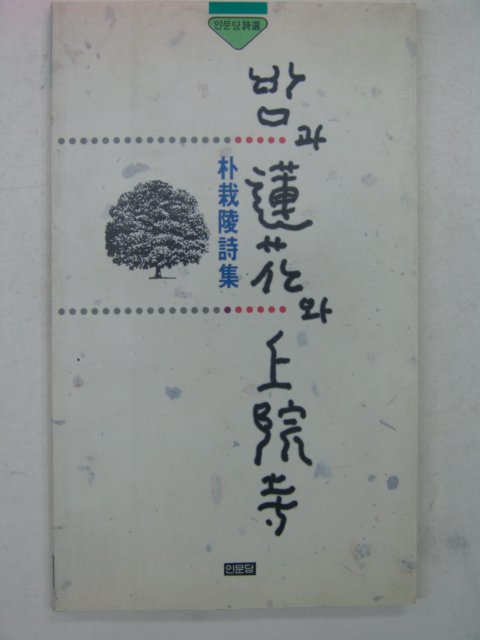 인문당 詩選
밤과 蓮花와 上院寺
朴栽陵詩集
인문당